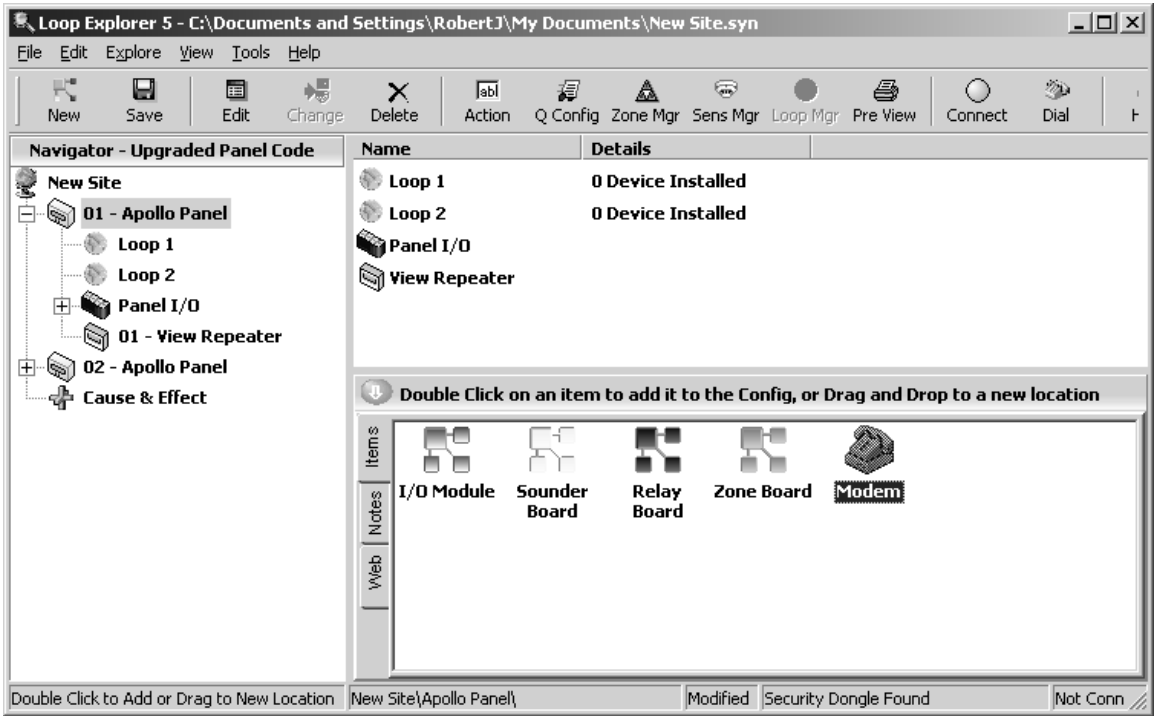 Loop Explorer 5 - C:\Documents and Settings\RobertJ\My Documents\New Site.syn
File Edit Explore View Tools Help
New Save Edit Change Delete Action Q Config Zone Mgr Sens Mgr Loop Mgr Pre View Connect Dial
Navigator - Upgraded Panel Code
New Site
01 - Apollo Panel
Loop 1
Loop 2
Panel I/O
01 - View Repeater
02 - Apollo Panel
Cause & Effect
Name Details
Loop 1 0 Device Installed
Loop 2 0 Device Installed
Panel I/O
View Repeater
Double Click on an item to add it to the Config, or Drag and Drop to a new location
Items
Notes
Web
I/O Module Sounder Relay Zone Board Modem
Board Board
Double Click to Add or Drag to New Location New Site\Apollo Panel\ Modified Security Dongle Found Not Conn